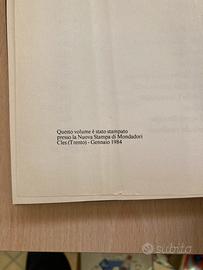 Questo volume è stato stampato
presso la Nuova Stampa di Mondadori
Cles (Trento) - Gennaio 1984
subito